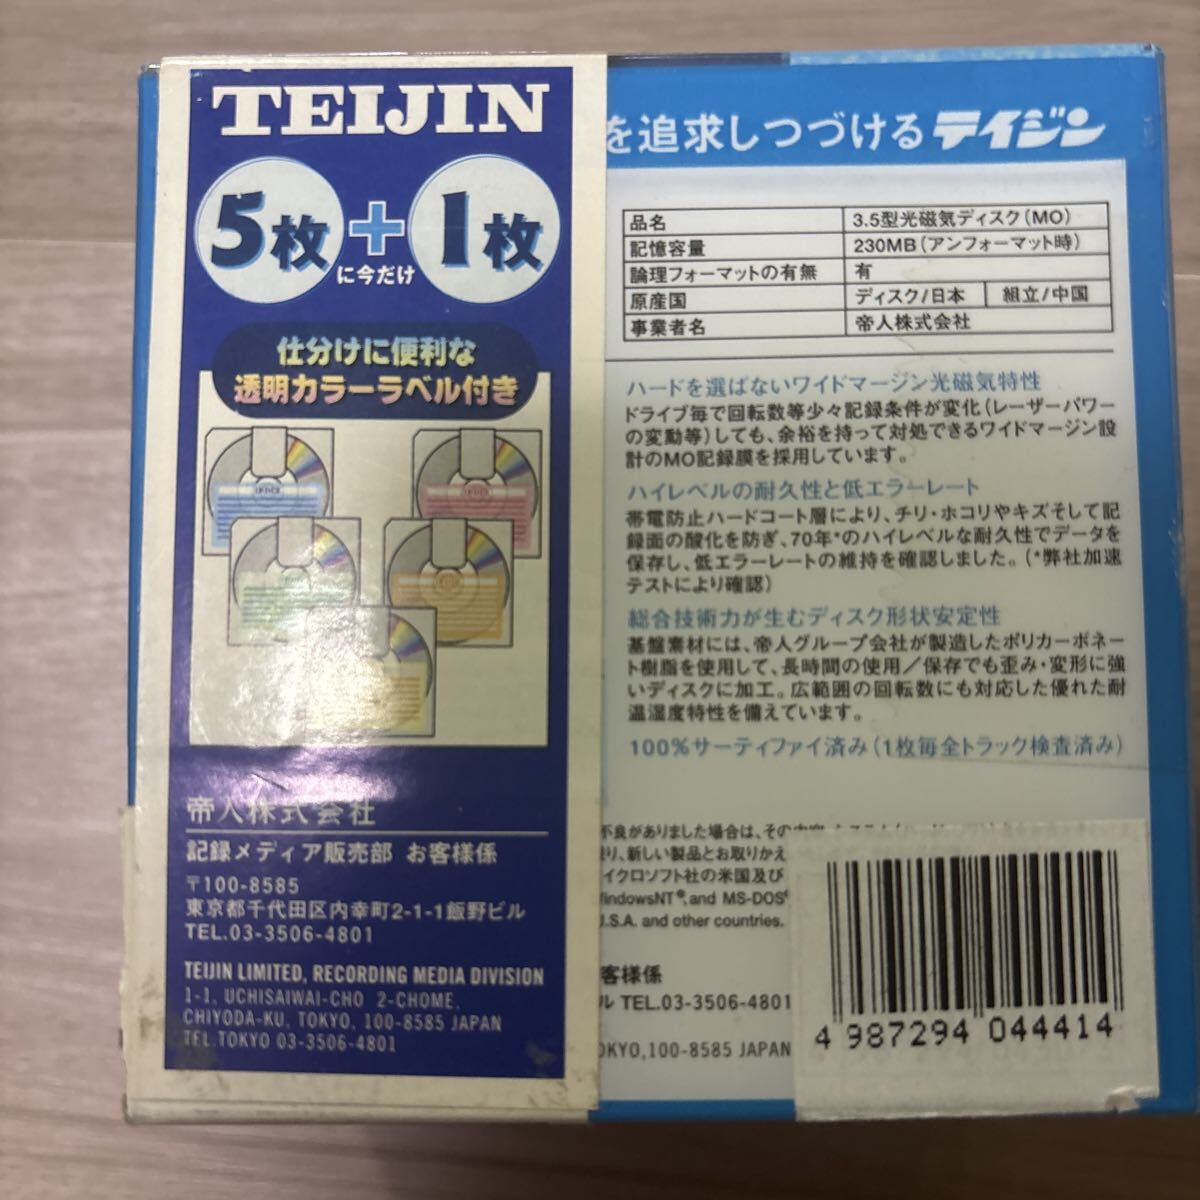 TEIJIN
5枚+1枚
に今だけ
仕分けに便利な
透明カラーラベル付き
帝人株式会社
記録メディア販売部 お客様係
〒100-8585
東京都千代田区内幸町2-1-1飯野ビル
TEL.03-3506-4801
TEIJIN LIMITED, RECORDING MEDIA DIVISION
1-1, UCHISAIWAI-CHO 2-CHOME,
CHIYODA-KU, TOKYO, 100-8585 JAPAN
TEL.TOKYO 03-3506-4801
を追求しつづけるテイジン
品名 3.5型光磁気ディスク(MO)
記憶容量 230MB(アンフォーマット時)
論理フォーマットの有無 有
原産国 ディスク/日本 組立/中国
事業者名 帝人株式会社
ハードを選ばないワイドマージン光磁気特性
ドライブ毎で回転数等少々記録条件が変化(レーザーパワー
の変動等)しても、余裕を持って対処できるワイドマージン設
計のMO記録膜を採用しています。
ハイレベルの耐久性と低エラーレート
帯電防止ハードコート層により、チリ・ホコリやキズそして記
録面の酸化を防ぎ、70年*のハイレベルな耐久性でデータを
保存し、低エラーレートの維持を確認しました。(*弊社加速
テストにより確認)
総合技術力が生むディスク形状安定性
基盤素材には、帝人グループ会社が製造したポリカーボネー
ト樹脂を使用して、長時間の使用/保存でも歪み・変形に強
いディスクに加工。広範囲の回転数にも対応した優れた耐
温湿度特性を備えています。
100%サーティファイ済み(1枚毎全トラック検査済み)
不良がありました場合は、その
り、新しい製品とお取りかえ
イクロソフト社の米国及び
indowsNT®,and MS-DOS®
U.S.A. and other countries.
客様係
ル TEL.03-3506-4801
OKYO,100-8585 JAPAN
4 987294 044414